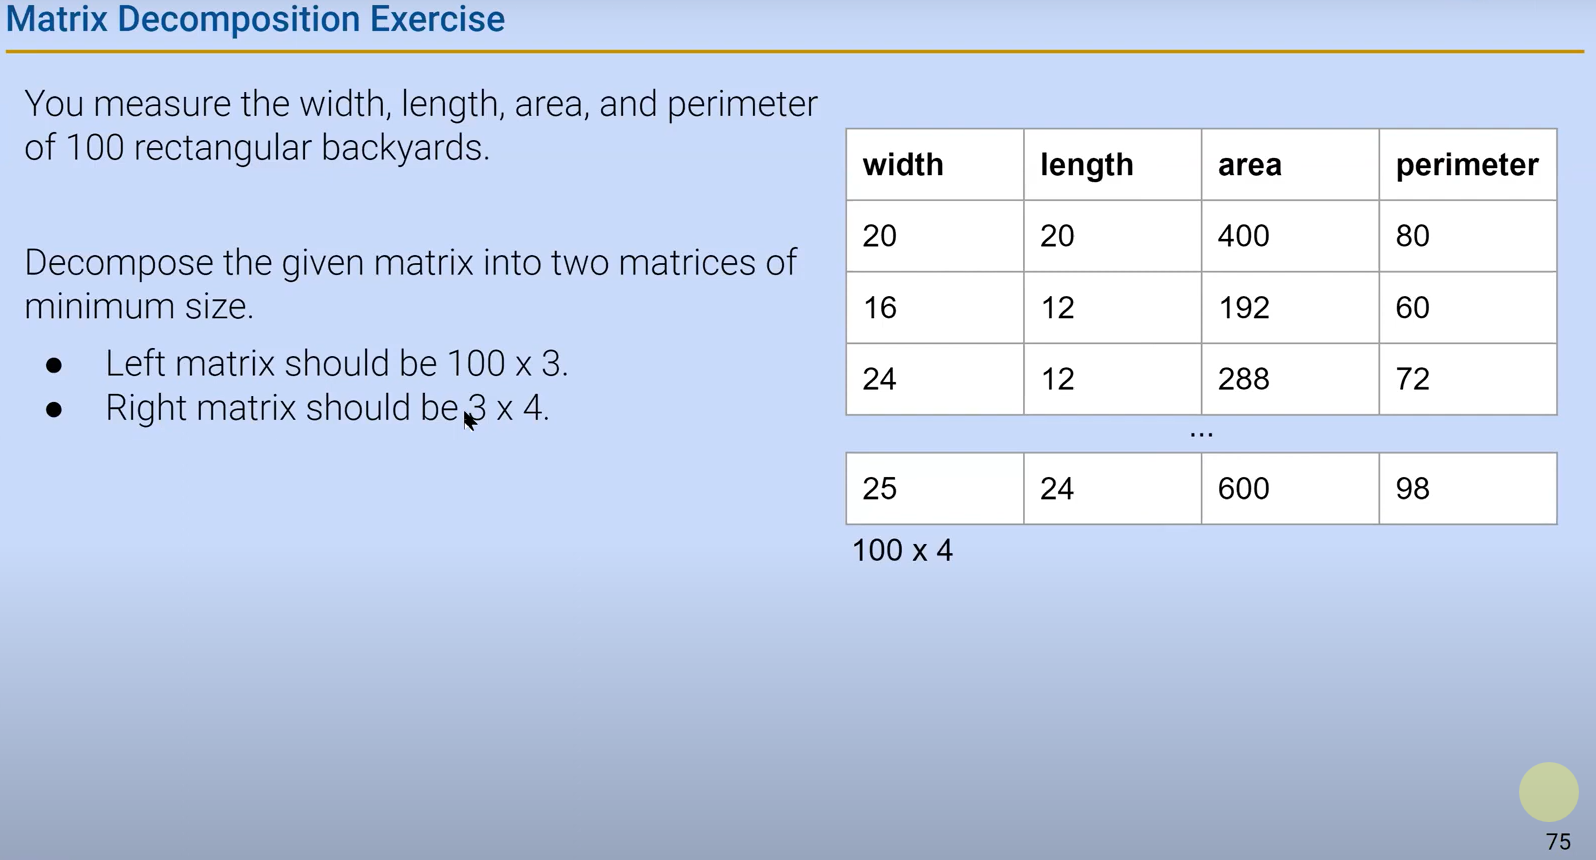 Matrix Decomposition Exercise
You measure the width, length, area, and perimeter
of 100 rectangular backyards.
Decompose the given matrix into two matrices of
minimum size.
● Left matrix should be 100 x 3.
● Right matrix should be 3 x 4.
width length area perimeter
20 20 400 80
16 12 192 60
24 12 288 72
...
25 24 600 98
100 x 4
75